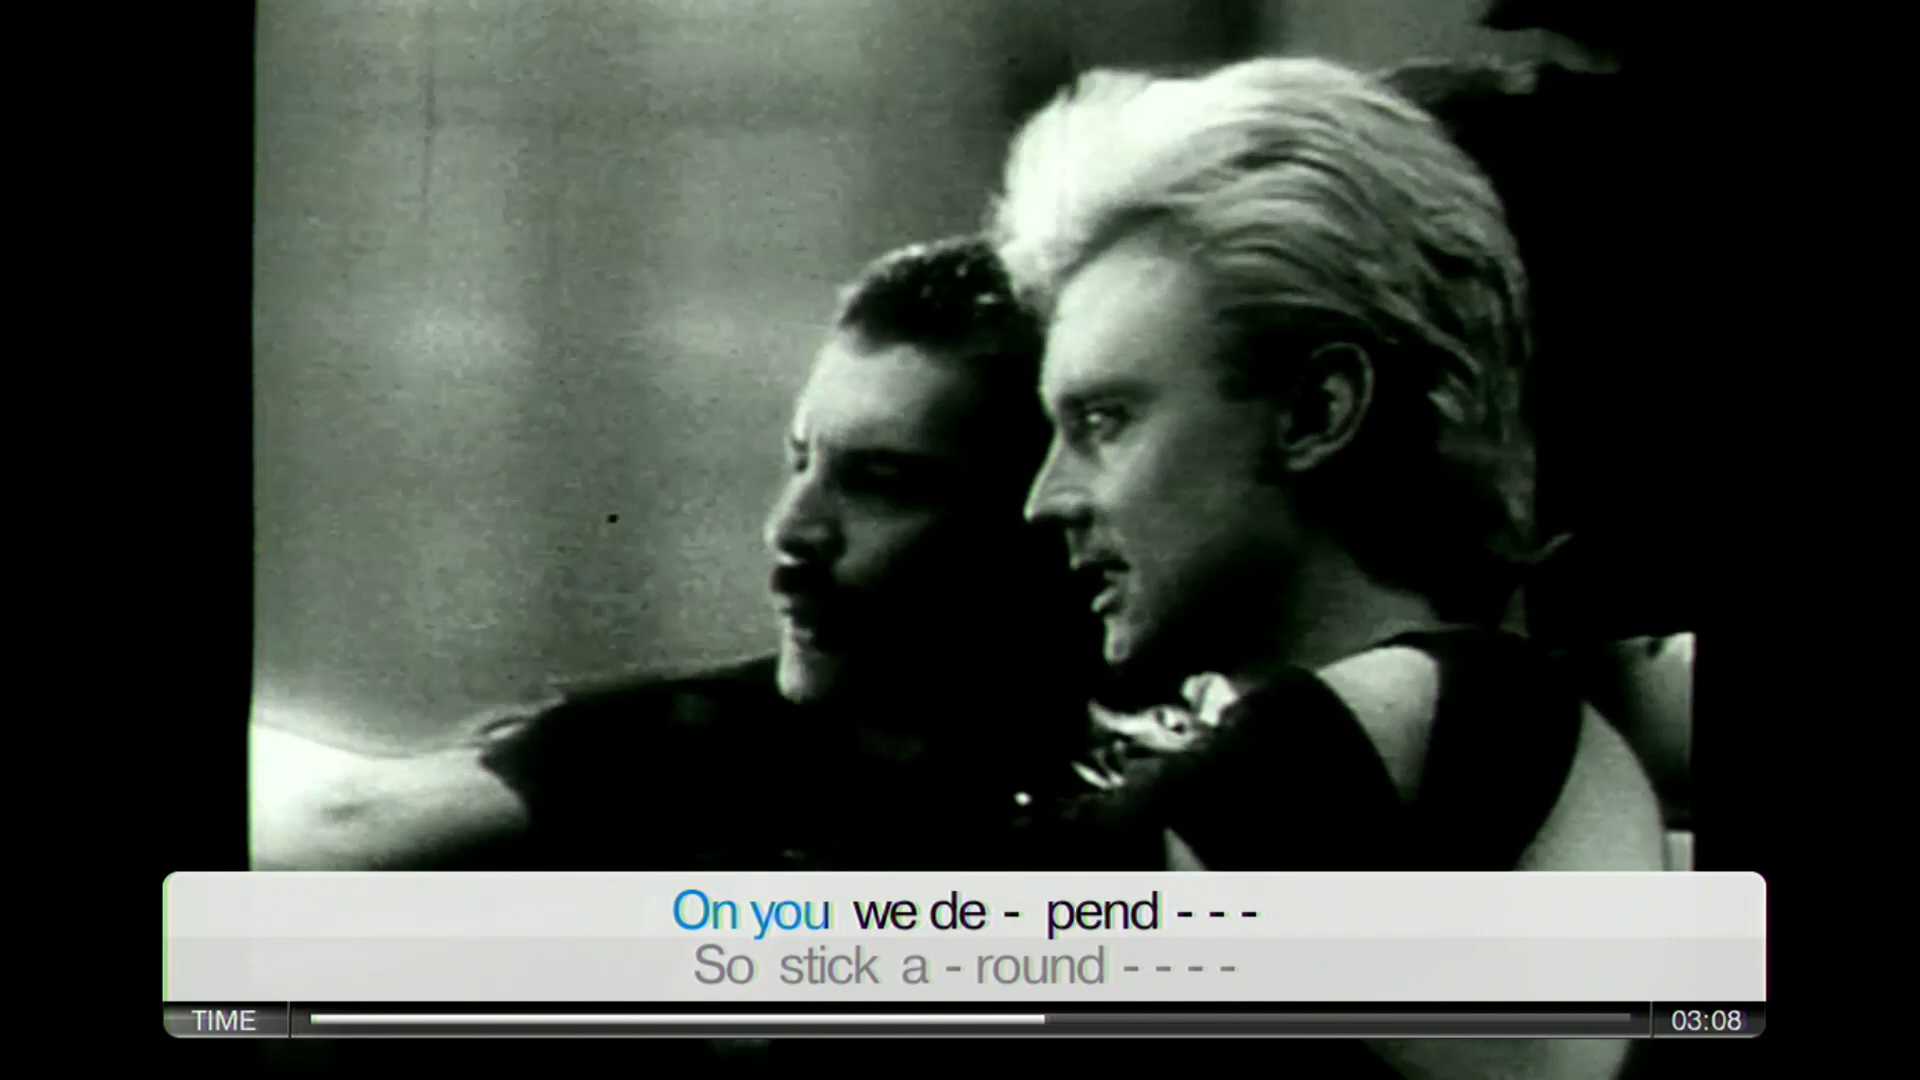 On you we de - pend - - -
So stick a - round - - - -
TIME 03:08